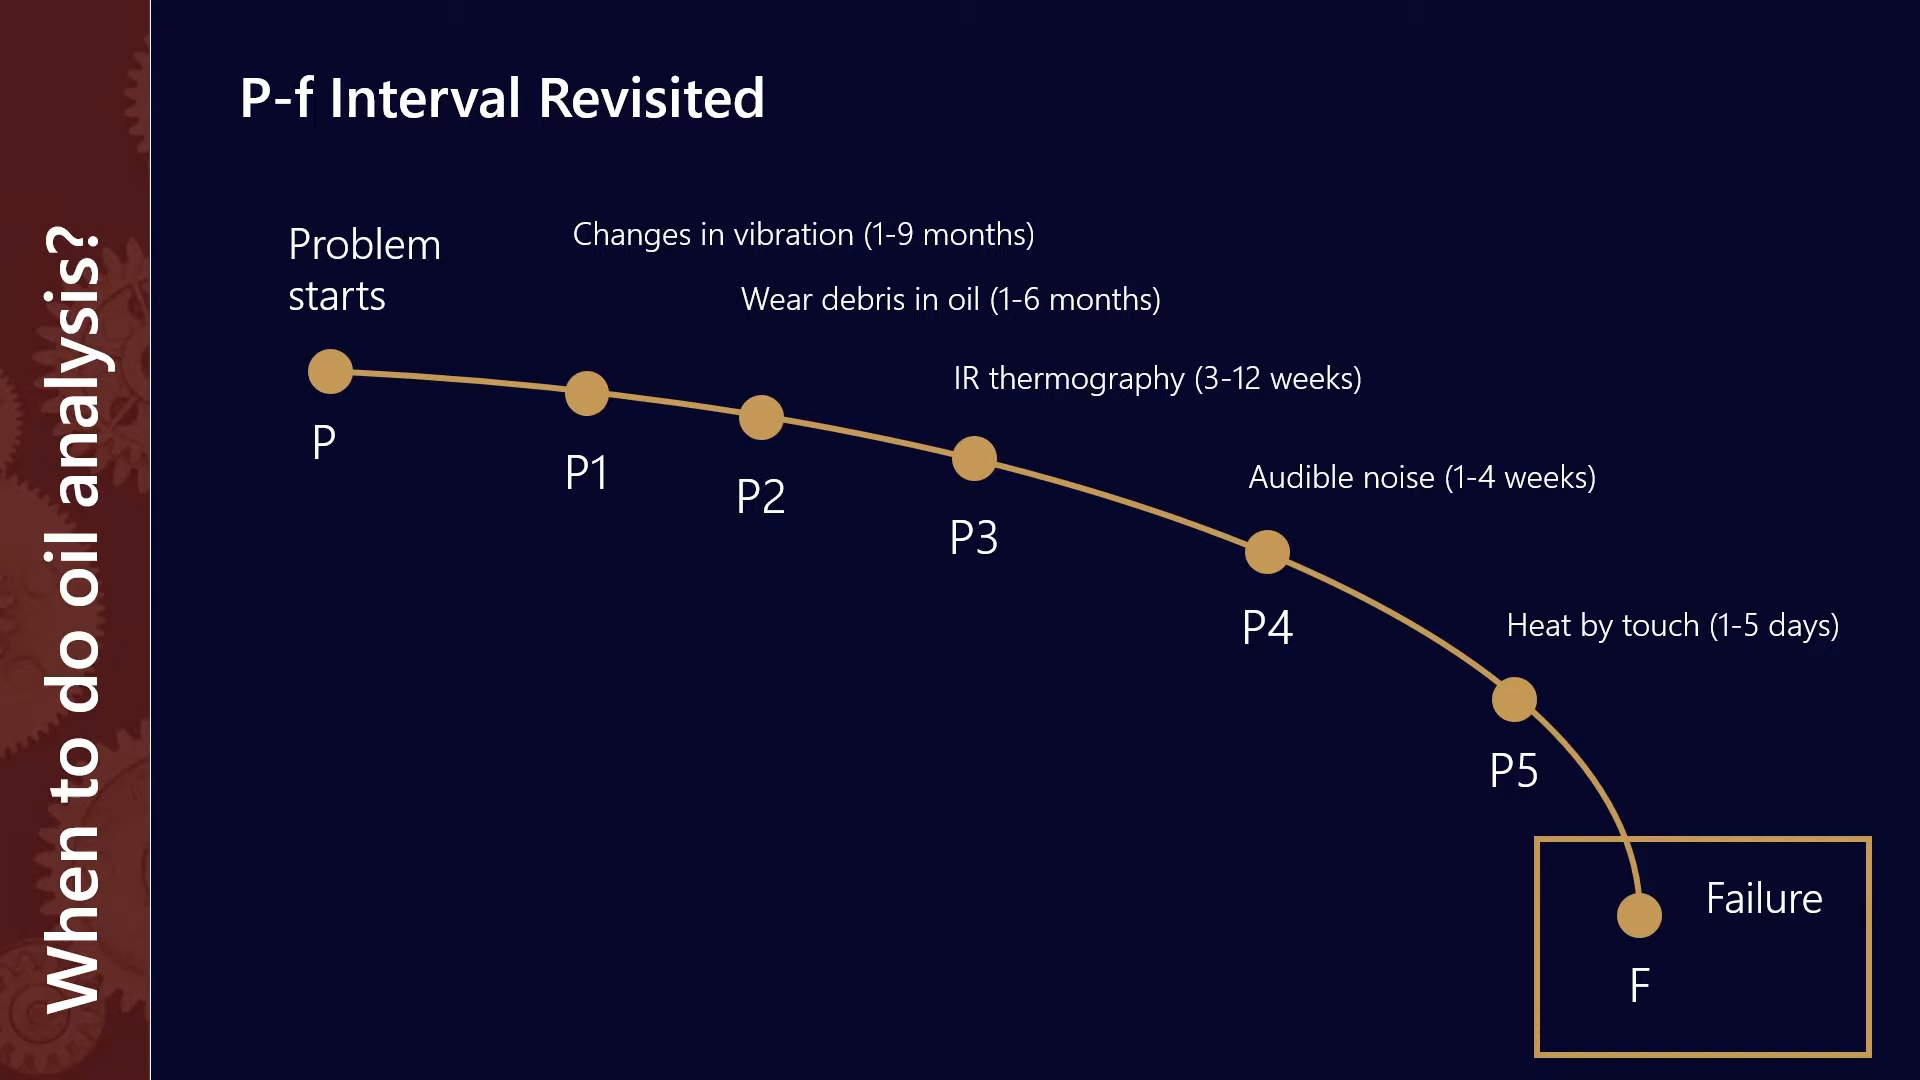 When to do oil analysis?
P-f Interval Revisited
Problem
starts
Changes in vibration (1-9 months)
Wear debris in oil (1-6 months)
IR thermography (3-12 weeks)
Audible noise (1-4 weeks)
Heat by touch (1-5 days)
P
P1
P2
P3
P4
P5
Failure
F